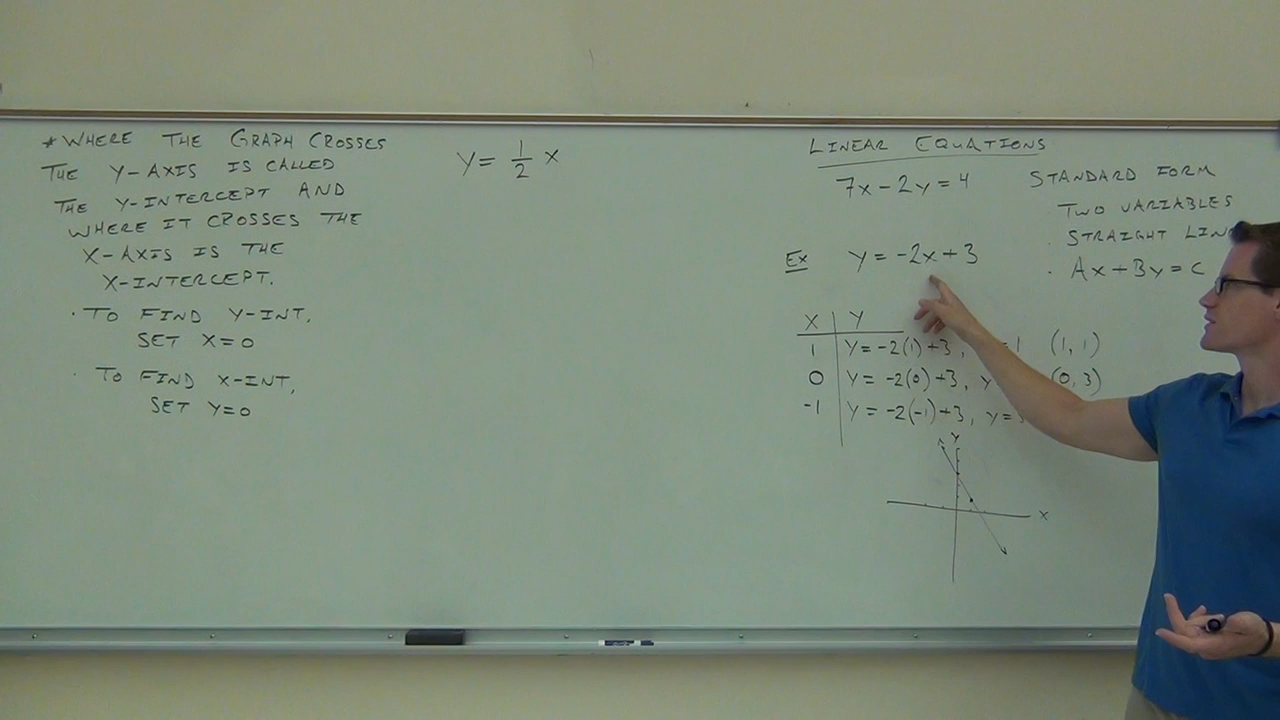 *WHERE THE GRAPH CROSSES
THE Y-AXIS IS CALLED
THE Y-INTERCEPT AND
WHERE IT CROSSES THE
X-AXIS IS THE
X-INTERCEPT.
· TO FIND Y-INT,
SET X=0
· TO FIND X-INT,
SET Y=0
y = 1/2 x
LINEAR EQUATIONS
7x - 2y = 4
STANDARD FORM
· TWO VARIABLES
· STRAIGHT LIN
· Ax + By = C
Ex y = -2x + 3
X Y
1 Y = -2(1)+3, =1 (1, 1)
0 Y = -2(0)+3, Y (0, 3)
-1 Y = -2(-1)+3, Y=
Y
X